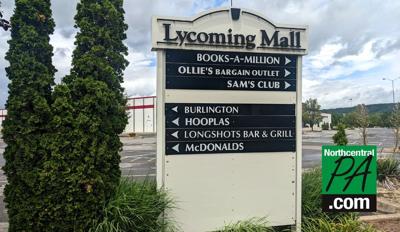 Lycoming Mall
BOOKS-A-MILLION
OLLIE'S BARGAIN OUTLET
SAM'S CLUB
BURLINGTON
HOOPLAS
LONGSHOTS BAR & GRILL
McDONALDS
Northcentral
PA
.com